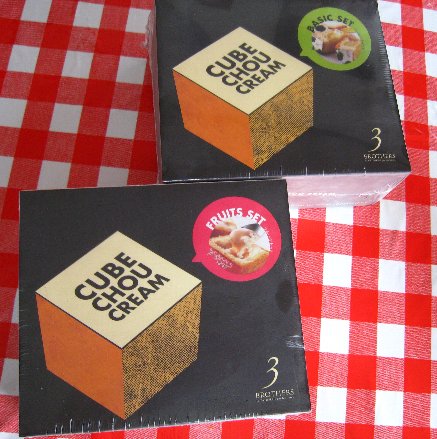 BASIC SET
CUBE
CHOU
CREAM
3
BROTHERS
FRUITS SET
CUBE
CHOU
CREAM
3
BROTHERS